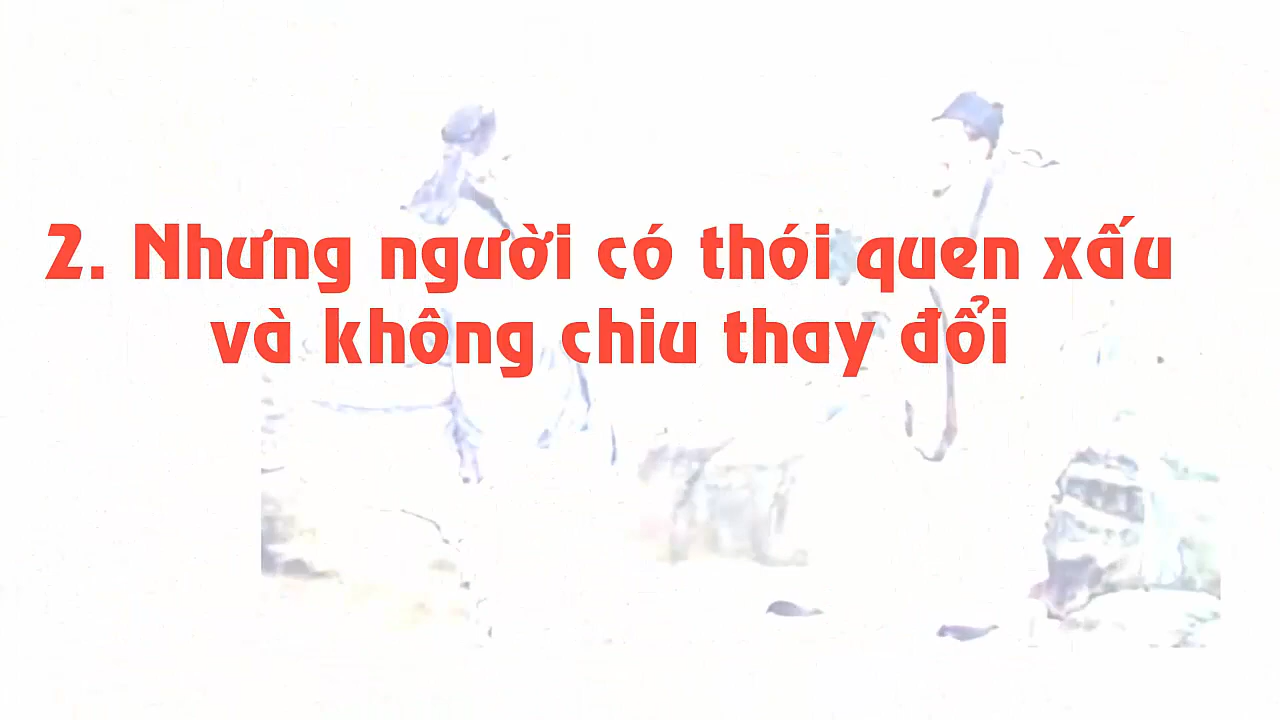 2. Nhưng người có thói quen xấu
và không chiu thay đổi